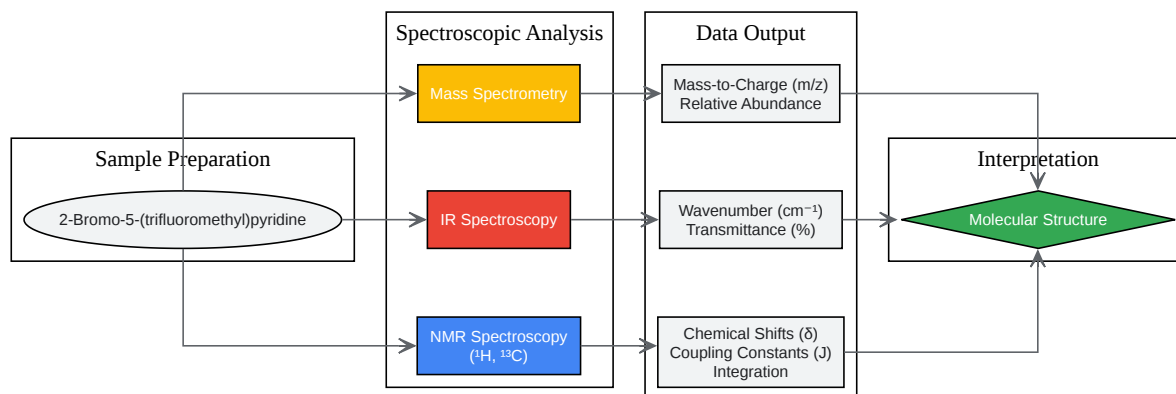 Spectroscopic Analysis
Data Output
Mass Spectrometry
Mass-to-Charge (m/z)
Relative Abundance
Sample Preparation
Interpretation
2-Bromo-5-(trifluoromethyl)pyridine
IR Spectroscopy
Wavenumber (cm⁻¹)
Transmittance (%)
Molecular Structure
NMR Spectroscopy
(¹H, ¹³C)
Chemical Shifts (δ)
Coupling Constants (J)
Integration